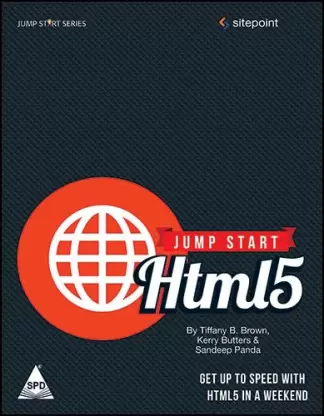 JUMP START SERIES
sitepoint
JUMP START
Html5
By Tiffany B. Brown,
Kerry Butters &
Sandeep Panda
GET UP TO SPEED WITH
HTML5 IN A WEEKEND
SPD